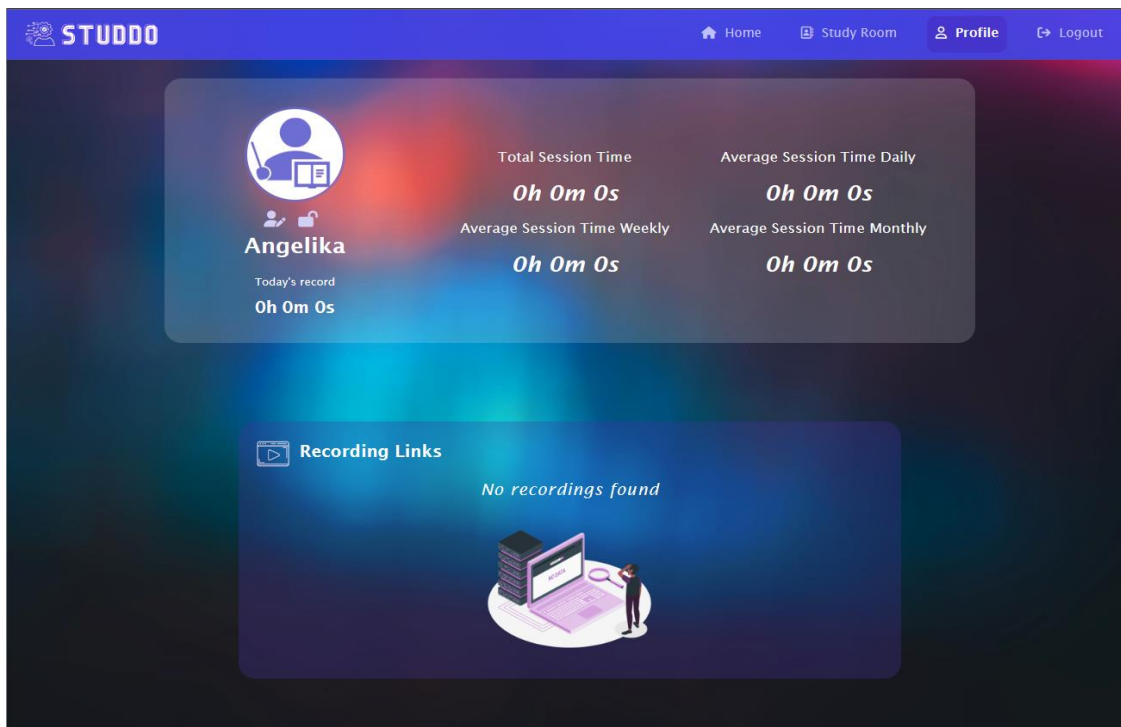 STUDDO
Home
Study Room
Profile
Logout
Angelika
Today's record
0h 0m 0s
Total Session Time
0h 0m 0s
Average Session Time Daily
0h 0m 0s
Average Session Time Weekly
0h 0m 0s
Average Session Time Monthly
0h 0m 0s
Recording Links
No recordings found
NO DATA